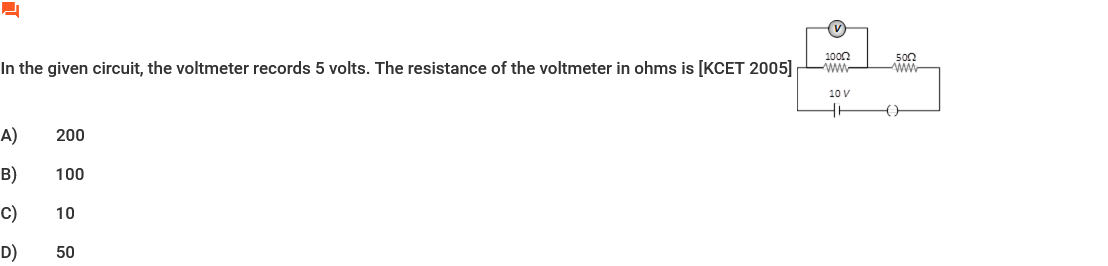 V
100Ω 50Ω
In the given circuit, the voltmeter records 5 volts. The resistance of the voltmeter in ohms is [KCET 2005]
10 V
A) 200
B) 100
C) 10
D) 50